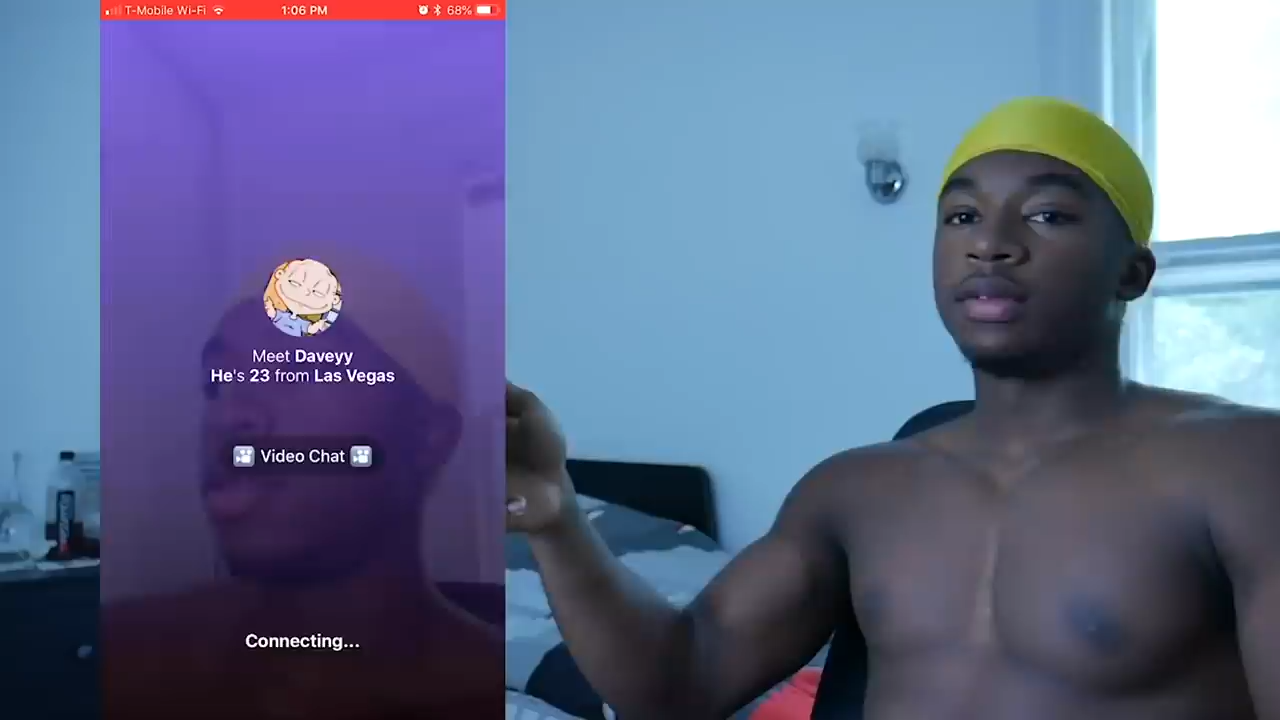 T-Mobile Wi-Fi 1:06 PM 68%
Meet Daveyy
He's 23 from Las Vegas
Video Chat
Connecting...